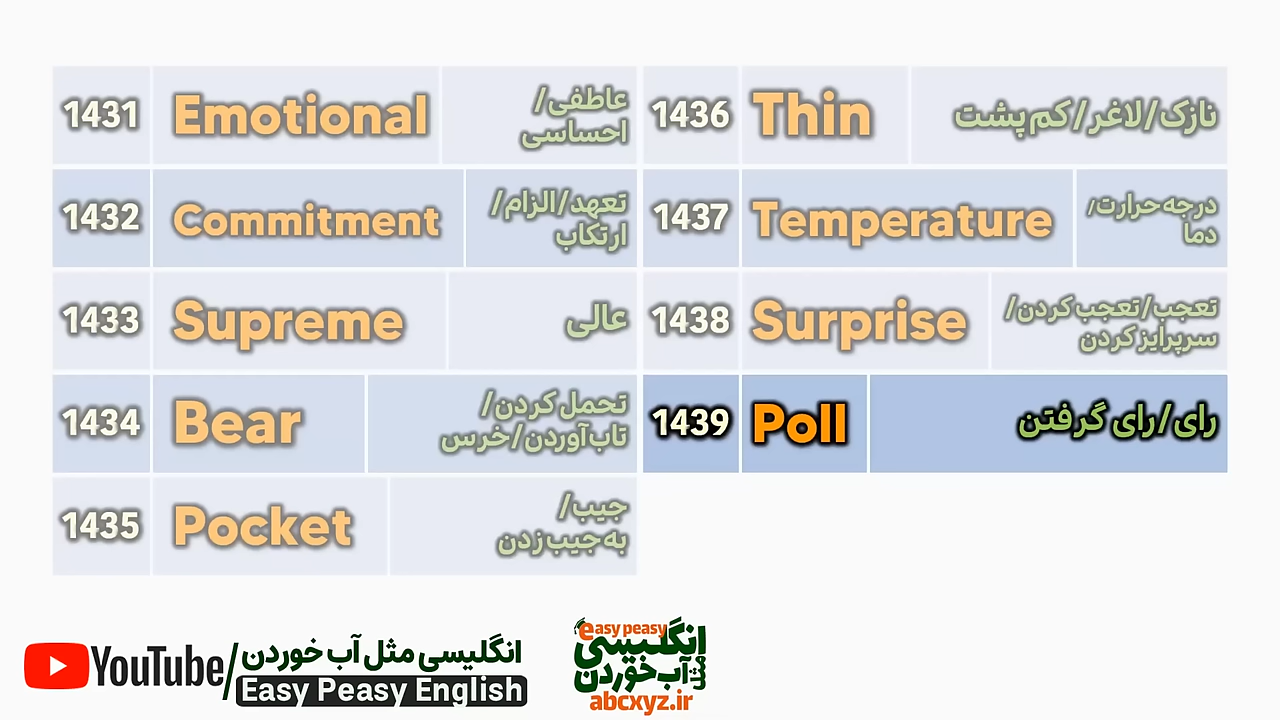 1431 Emotional عاطفی/
احساسی
1432 Commitment تعهد/الزام/
ارتکاب
1433 Supreme عالی
1434 Bear تحمل کردن/
تاب‌آوردن/خرس
1435 Pocket جیب/
به‌جیب‌زدن
1436 Thin نازک/لاغر/کم‌پشت
1437 Temperature درجه‌حرارت/
دما
1438 Surprise تعجب/تعجب‌کردن/
سرپرایز‌کردن
1439 Poll رای/رای گرفتن
YouTube/انگلیسی مثل آب خوردن
Easy Peasy English
easy peasy
انگلیسی
مثل آب خوردن
abcxyz.ir